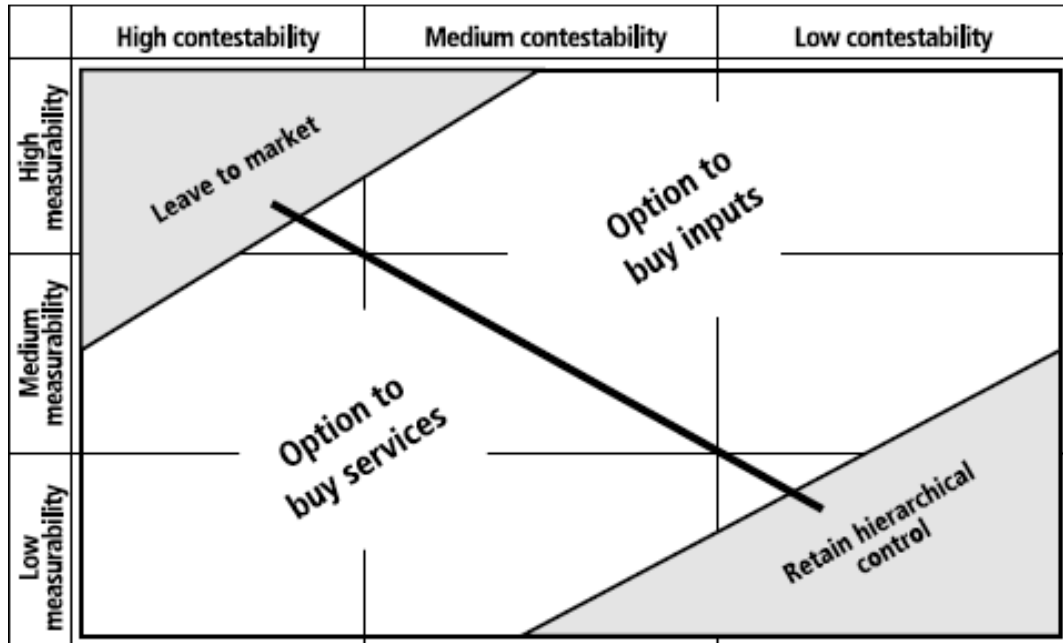 High contestability
Medium contestability
Low contestability
High
measurability
Leave to market
Option to
buy inputs
Medium
measurability
Option to
buy services
Low
measurability
Retain hierarchical
control